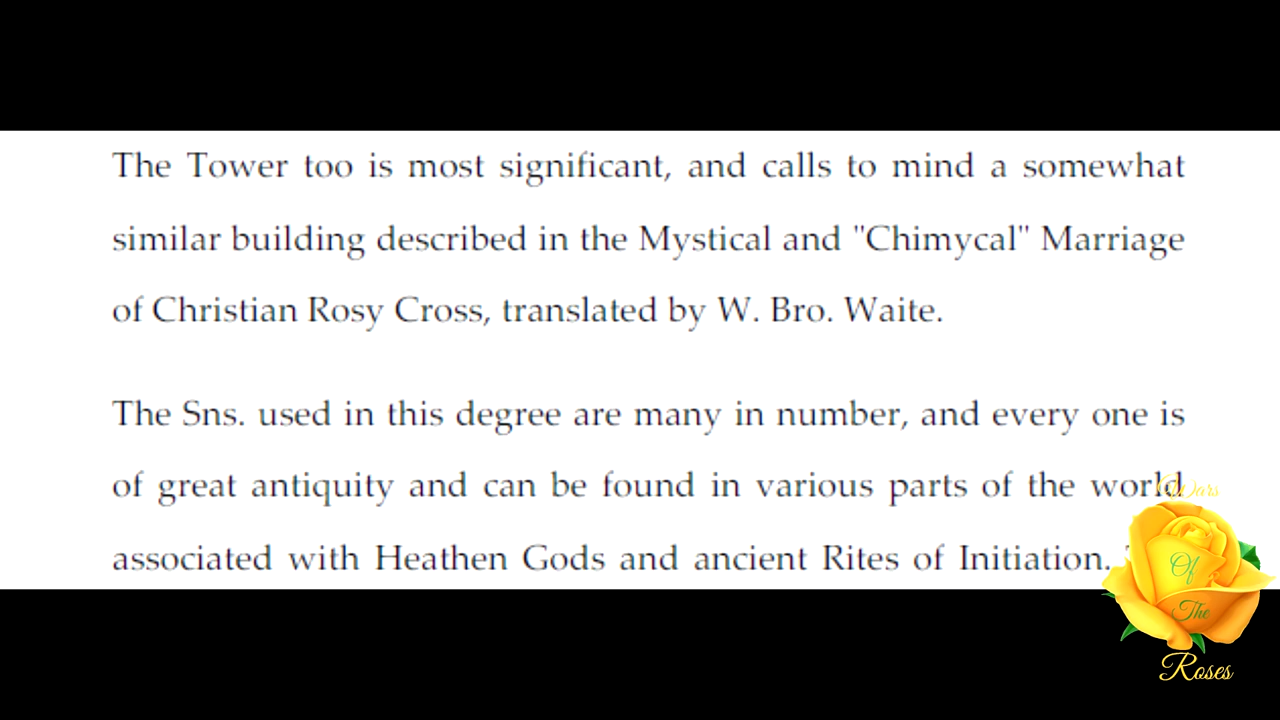 The Tower too is most significant, and calls to mind a somewhat
similar building described in the Mystical and "Chimycal" Marriage
of Christian Rosy Cross, translated by W. Bro. Waite.
The Sns. used in this degree are many in number, and every one is
of great antiquity and can be found in various parts of the world
associated with Heathen Gods and ancient Rites of Initiation.
Wars
Of
The
Roses